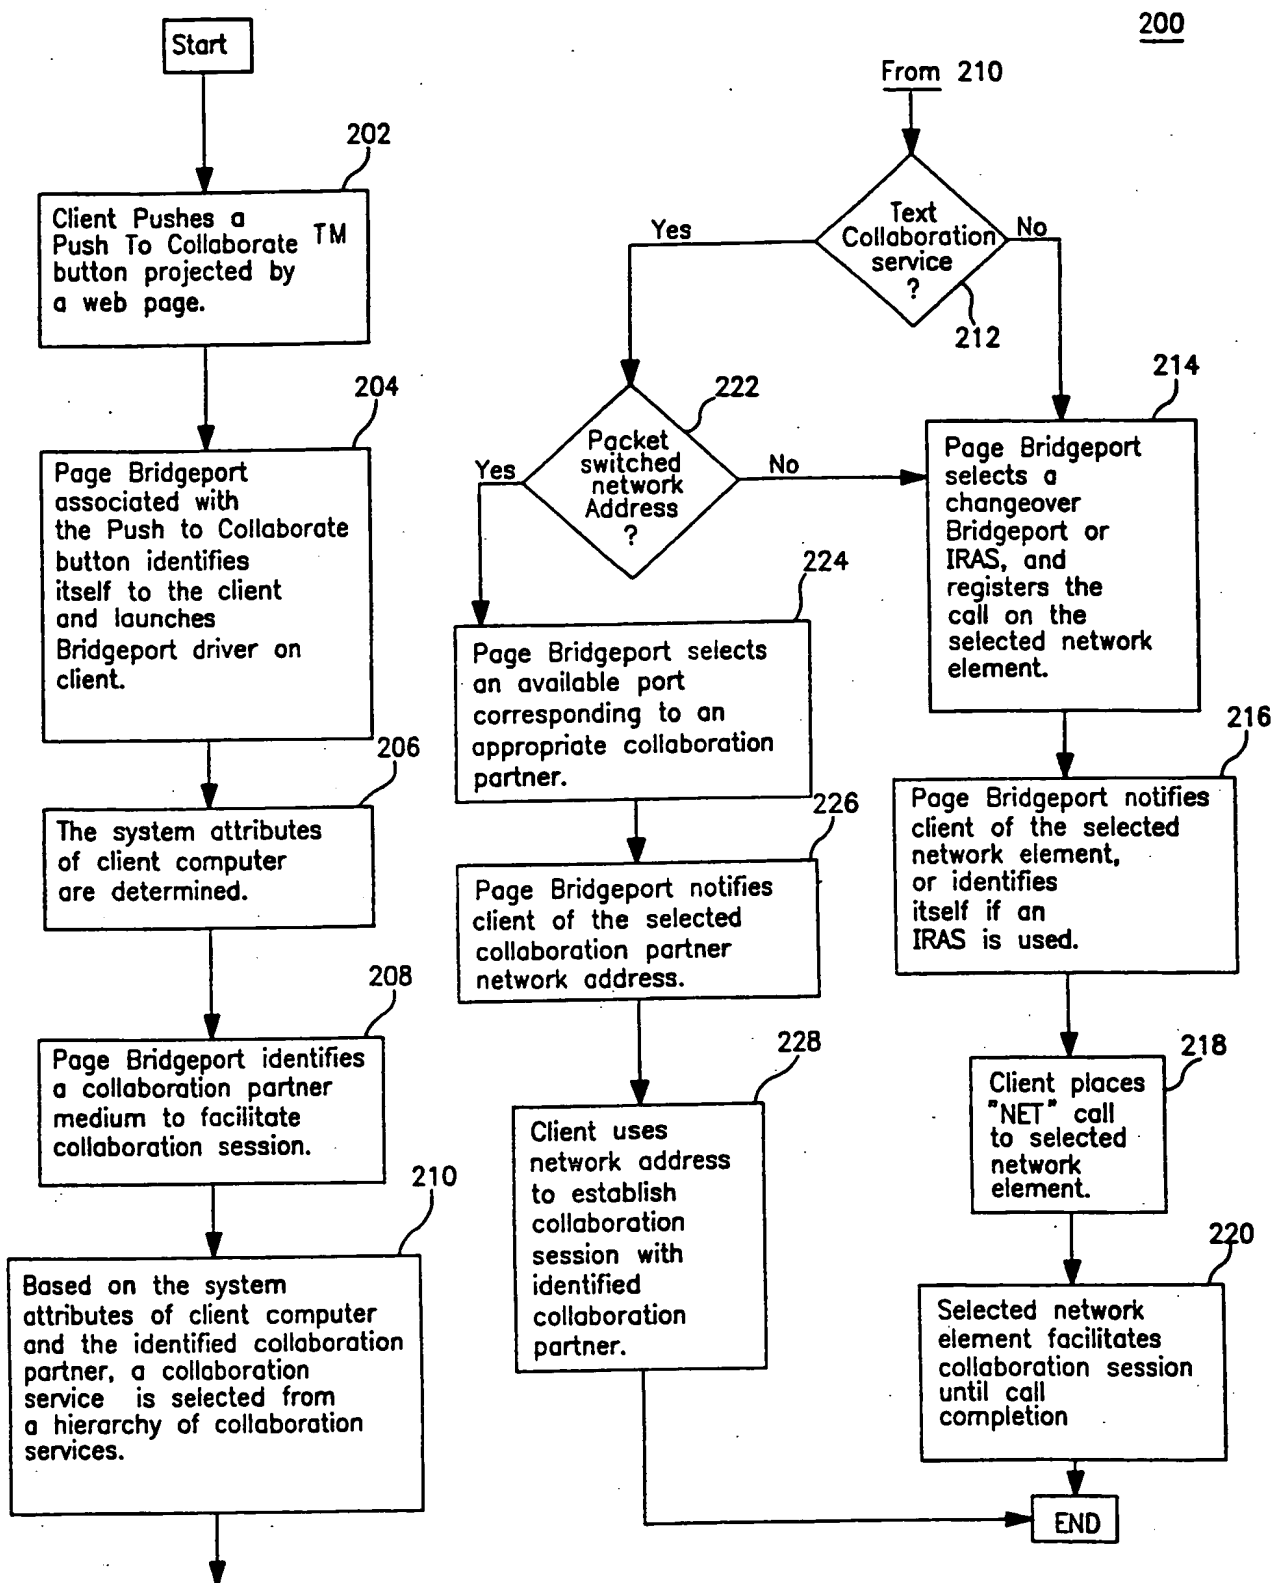 200
Start
202
Client Pushes a
Push To Collaborate TM
button projected by
a web page.
204
Page Bridgeport
associated with
the Push to Collaborate
button identifies
itself to the client
and launches
Bridgeport driver on
client.
206
The system attributes
of client computer
are determined.
208
Page Bridgeport identifies
a collaboration partner
medium to facilitate
collaboration session.
210
Based on the system
attributes of client computer
and the identified collaboration
partner, a collaboration
service is selected from
a hierarchy of collaboration
services.
From 210
Text
Collaboration
service
?
212
Yes
No
222
Packet
switched
network
Address
?
Yes
No
224
Page Bridgeport selects
an available port
corresponding to an
appropriate collaboration
partner.
226
Page Bridgeport notifies
client of the selected
collaboration partner
network address.
228
Client uses
network address
to establish
collaboration
session with
identified
collaboration
partner.
214
Page Bridgeport
selects a
changeover
Bridgeport or
IRAS, and
registers the
call on the
selected network
element.
216
Page Bridgeport notifies
client of the selected
network element,
or identifies
itself if an
IRAS is used.
218
Client places
"NET" call
to selected
network
element.
220
Selected network
element facilitates
collaboration session
until call
completion
END